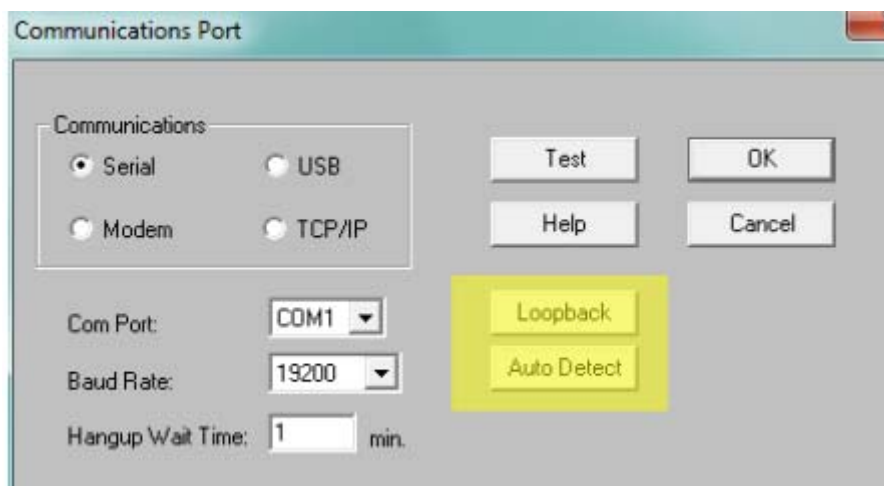 Communications Port
Communications
Serial
USB
Modem
TCP/IP
Test
OK
Help
Cancel
Com Port:
COM1
Loopback
Baud Rate:
19200
Auto Detect
Hangup Wait Time:
1
min.